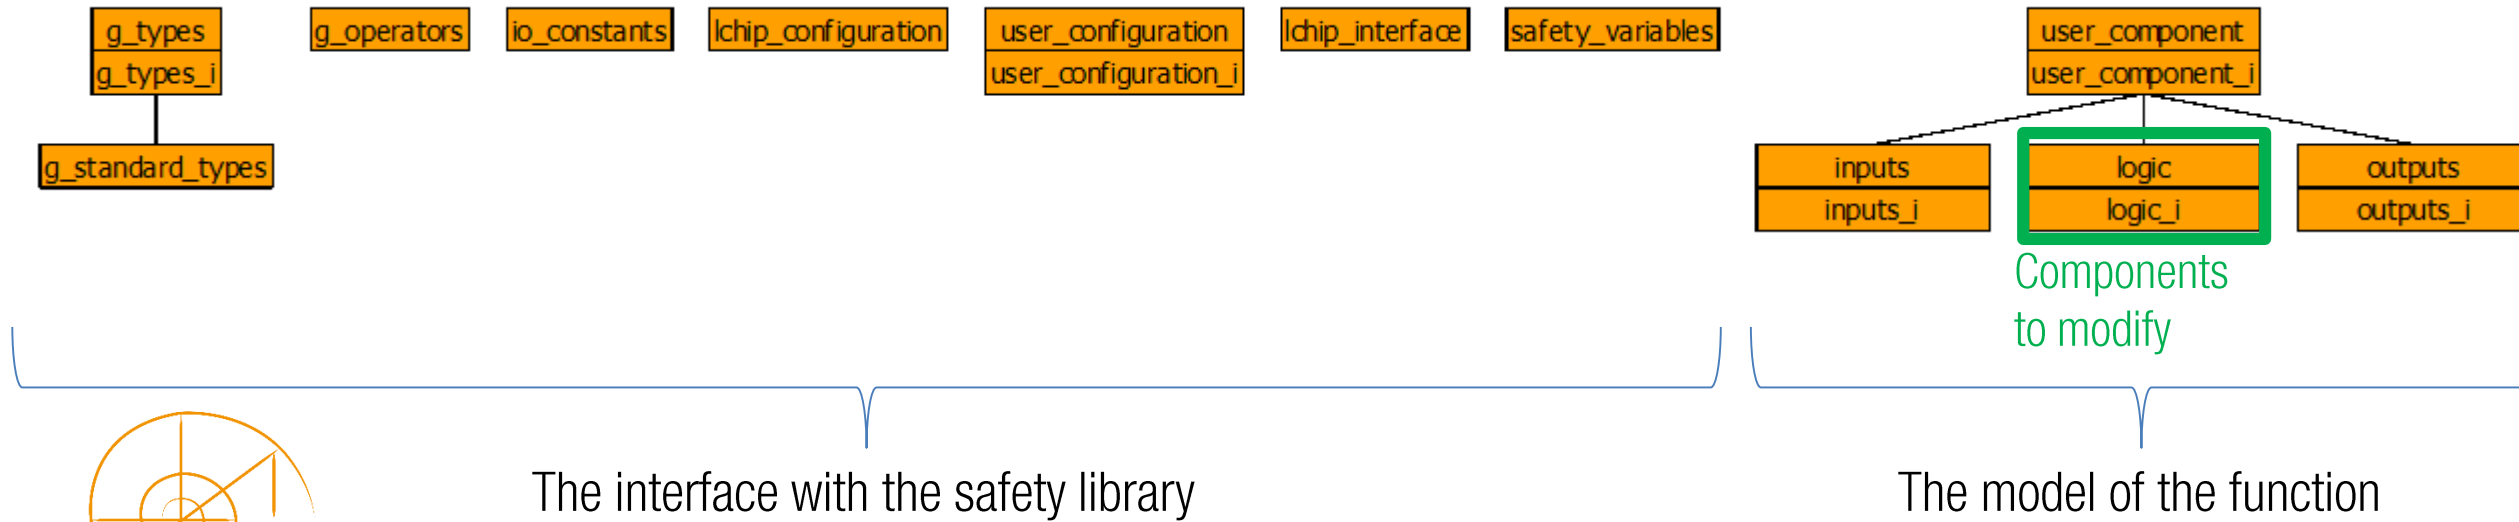 g_types
g_types_i
g_standard_types
g_operators
io_constants
lchip_configuration
user_configuration
user_configuration_i
lchip_interface
safety_variables
user_component
user_component_i
inputs
inputs_i
logic
logic_i
outputs
outputs_i
Components
to modify
The interface with the safety library
The model of the function